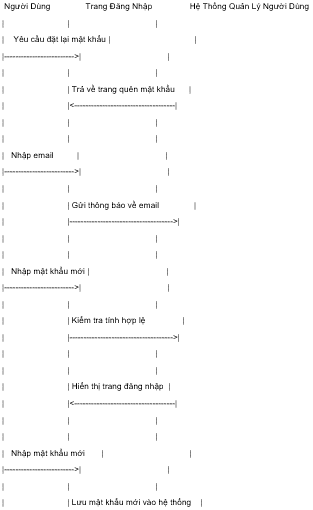 Người Dùng Trang Đăng Nhập Hệ Thống Quản Lý Người Dùng
| | |
| Yêu cầu đặt lại mật khẩu | |
|------------------------>| |
| | |
| | Trả về trang quên mật khẩu |
| |<----------------------------------|
| | |
| | |
| Nhập email | |
|------------------------>| |
| | |
| | Gửi thông báo về email |
| |----------------------------------->|
| | |
| | |
| Nhập mật khẩu mới | |
|------------------------>| |
| | |
| | Kiểm tra tính hợp lệ |
| |----------------------------------->|
| | |
| | |
| | Hiển thị trang đăng nhập |
| |<----------------------------------|
| | |
| | |
| Nhập mật khẩu mới | |
|------------------------>| |
| | |
| | Lưu mật khẩu mới vào hệ thống |